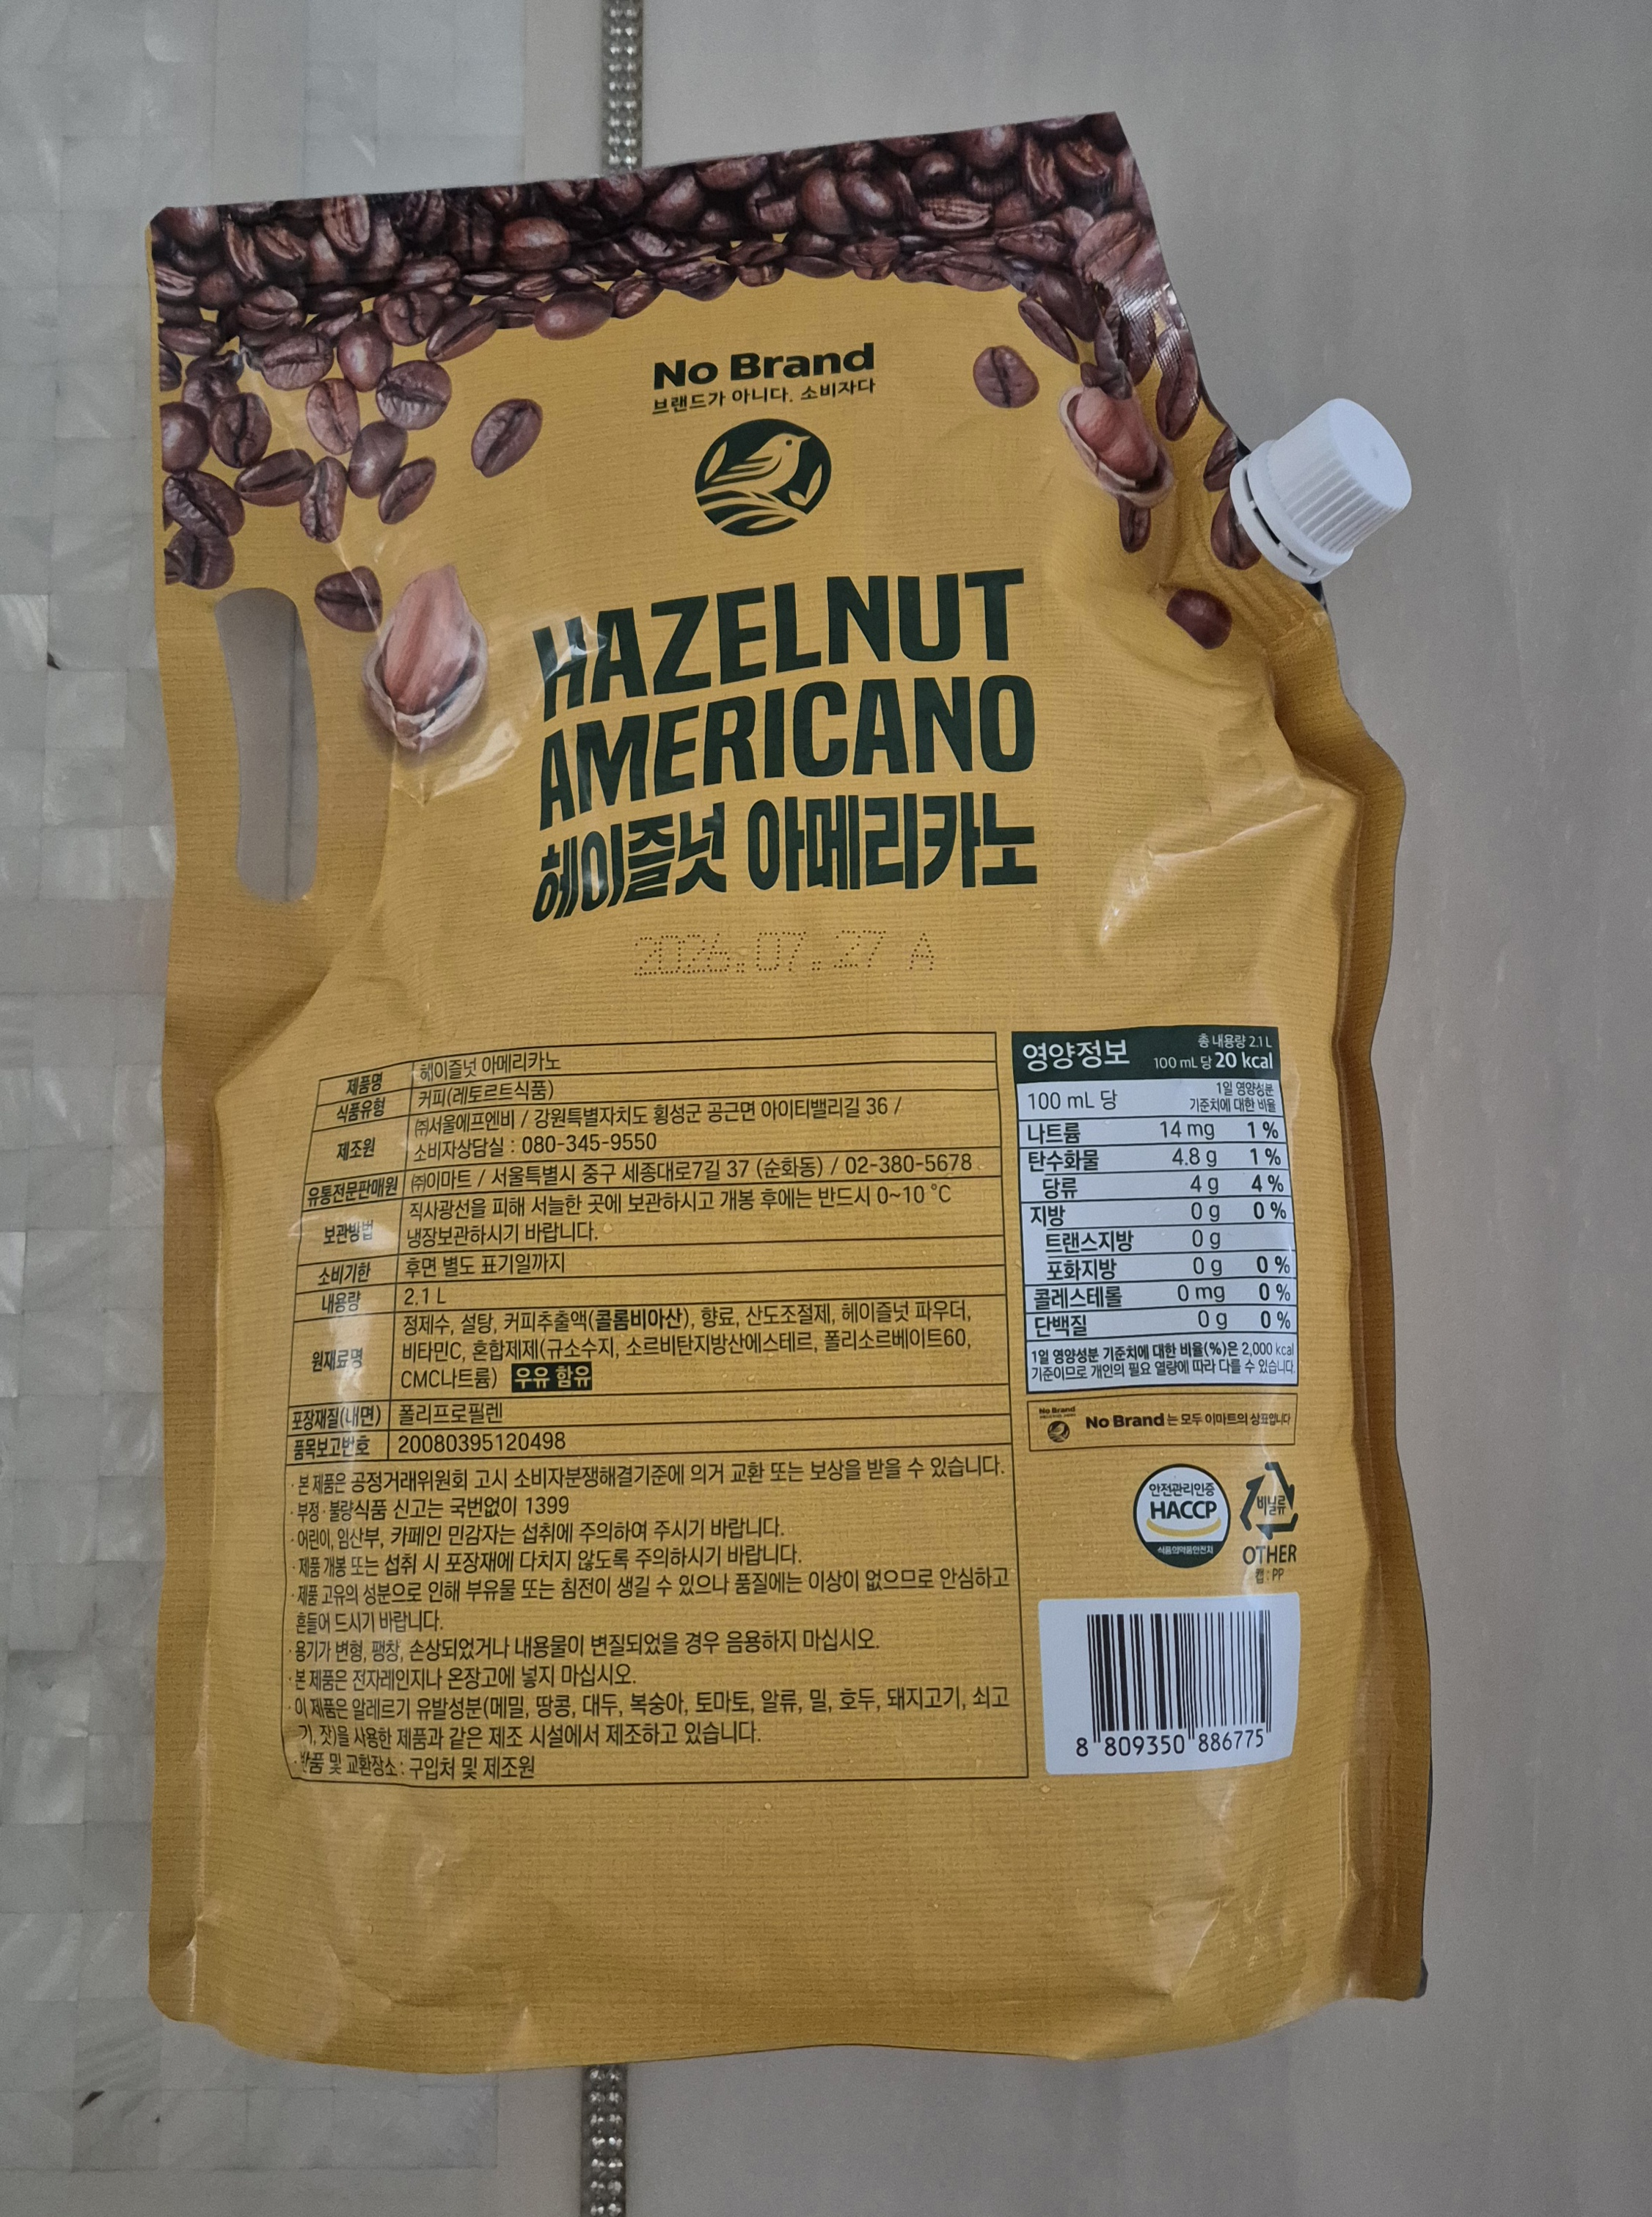 No Brand
브랜드가 아니다. 소비자다
HAZELNUT
AMERICANO
헤이즐넛 아메리카노
2026.07.27 A
제품명 헤이즐넛 아메리카노
식품유형 커피(레토르트식품)
제조원 ㈜서울에프엔비 / 강원특별자치도 횡성군 공근면 아이티밸리길 36 /
소비자상담실 : 080-345-9550
유통전문판매원 ㈜이마트 / 서울특별시 중구 세종대로7길 37 (순화동) / 02-380-5678
보관방법 직사광선을 피해 서늘한 곳에 보관하시고 개봉 후에는 반드시 0~10 °C
냉장보관하시기 바랍니다.
소비기한 후면 별도 표기일까지
내용량 2.1 L
원재료명 정제수, 설탕, 커피추출액(콜롬비아산), 향료, 산도조절제, 헤이즐넛 파우더,
비타민C, 혼합제제(규소수지, 소르비탄지방산에스테르, 폴리소르베이트60,
CMC나트륨) 우유 함유
포장재질(내면) 폴리프로필렌
품목보고번호 20080395120498
· 본 제품은 공정거래위원회 고시 소비자분쟁해결기준에 의거 교환 또는 보상을 받을 수 있습니다.
· 부정·불량식품 신고는 국번없이 1399
· 어린이, 임산부, 카페인 민감자는 섭취에 주의하여 주시기 바랍니다.
· 제품 개봉 또는 섭취 시 포장재에 다치지 않도록 주의하시기 바랍니다.
· 제품 고유의 성분으로 인해 부유물 또는 침전이 생길 수 있으나 품질에는 이상이 없으므로 안심하고
흔들어 드시기 바랍니다.
· 용기가 변형, 팽창, 손상되었거나 내용물이 변질되었을 경우 음용하지 마십시오.
· 본 제품은 전자레인지나 온장고에 넣지 마십시오.
· 이 제품은 알레르기 유발성분(메밀, 땅콩, 대두, 복숭아, 토마토, 알류, 밀, 호두, 돼지고기, 쇠고
기, 잣)을 사용한 제품과 같은 제조 시설에서 제조하고 있습니다.
· 반품 및 교환장소 : 구입처 및 제조원
영양정보 총 내용량 2.1 L
100 mL 당 20 kcal
100 mL 당 1일 영양성분
기준치에 대한 비율
나트륨 14 mg 1 %
탄수화물 4.8 g 1 %
당류 4 g 4 %
지방 0 g 0 %
트랜스지방 0 g
포화지방 0 g 0 %
콜레스테롤 0 mg 0 %
단백질 0 g 0 %
1일 영양성분 기준치에 대한 비율(%)은 2,000 kcal
기준이므로 개인의 필요 열량에 따라 다를 수 있습니다.
No Brand
No Brand는 모두 이마트의 상표입니다
안전관리인증
HACCP
식품의약품안전처
비닐류
OTHER
캡 : PP
8 809350 886775